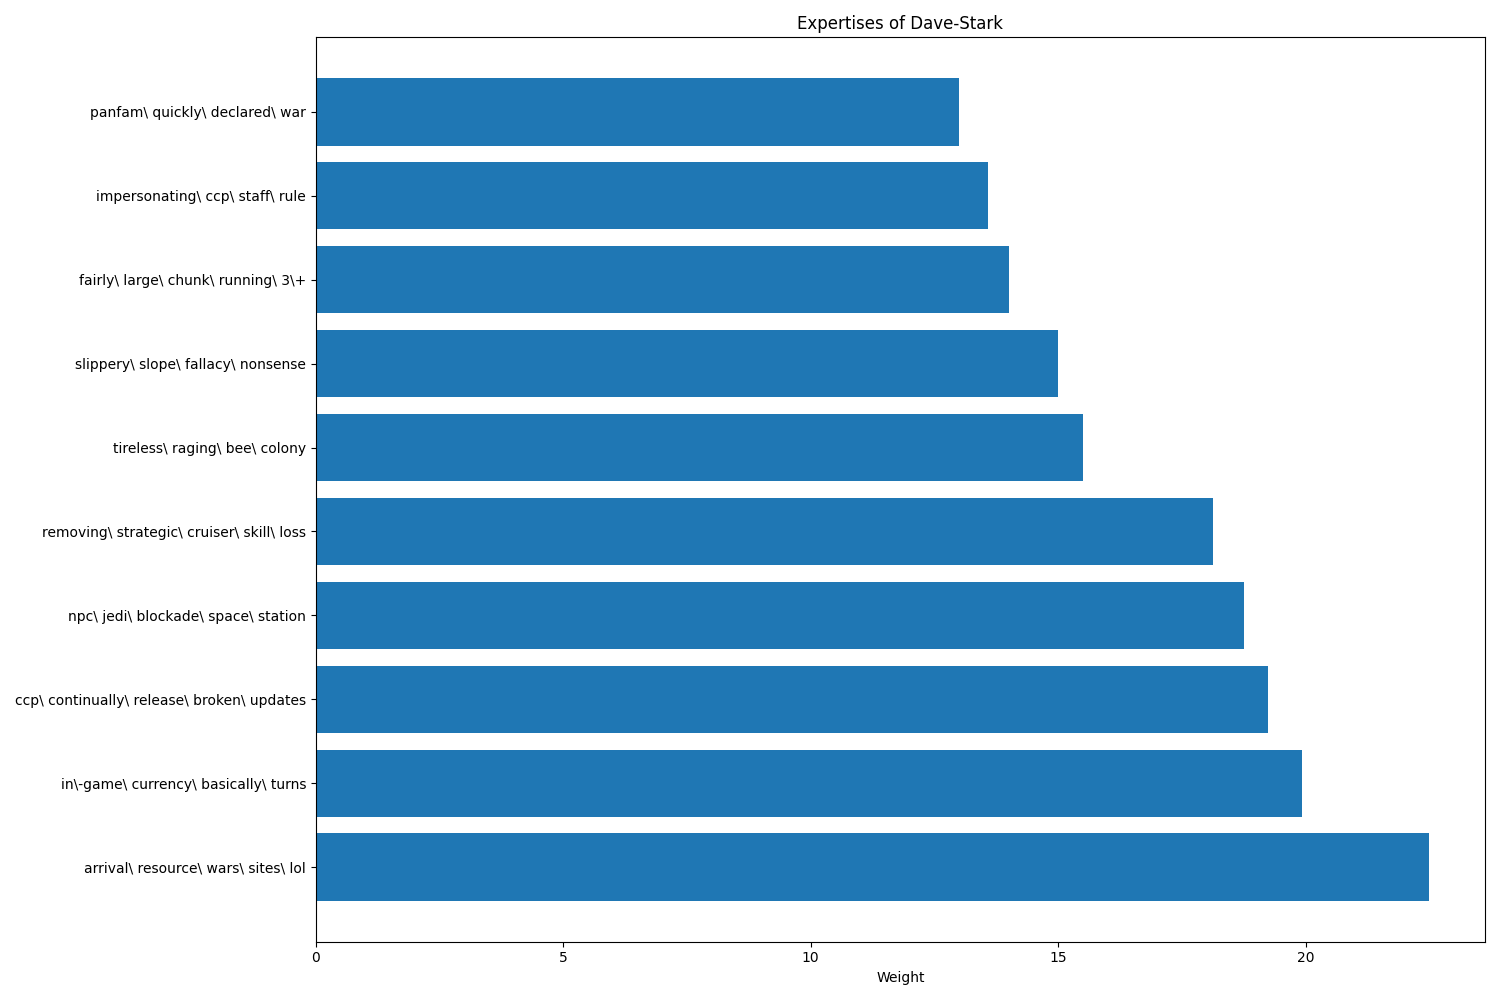 Expertises of Dave-Stark
panfam\ quickly\ declared\ war
impersonating\ ccp\ staff\ rule
fairly\ large\ chunk\ running\ 3\+
slippery\ slope\ fallacy\ nonsense
tireless\ raging\ bee\ colony
removing\ strategic\ cruiser\ skill\ loss
npc\ jedi\ blockade\ space\ station
ccp\ continually\ release\ broken\ updates
in\-game\ currency\ basically\ turns
arrival\ resource\ wars\ sites\ lol
0 5 10 15 20
Weight